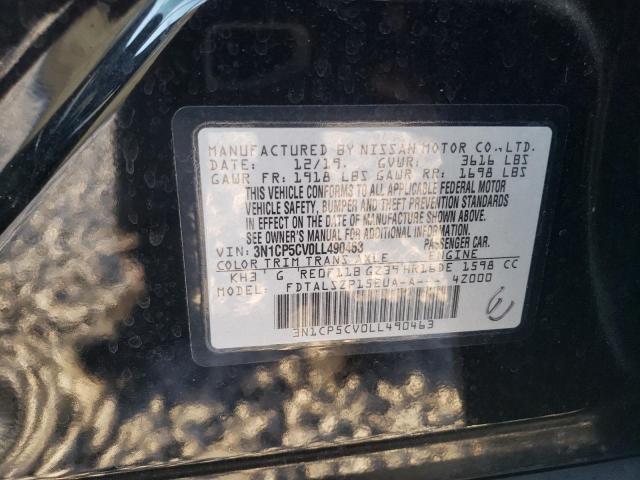 MANUFACTURED BY NISSAN MOTOR CO.,LTD.
DATE: 12/19. GVWR: 3616 LBS
GAWR FR: 1918 LBS GAWR RR: 1698 LBS
THIS VEHICLE CONFORMS TO ALL APPLICABLE FEDERAL MOTOR
VEHICLE SAFETY, BUMPER AND THEFT PREVENTION STANDARDS
IN EFFECT ON THE DATE OF MANUFACTURE SHOWN ABOVE.
SEE OWNER'S MANUAL FOR ADDITIONAL INFORMATION.
VIN: 3N1CP5CV0LL490463 PASSENGER CAR.
COLOR TRIM TRANS AXLE ENGINE
KH3 G RE0F11B GZ39 HR16DE 1598 CC
MODEL: 4Z000
3N1CP5CV0LL490463